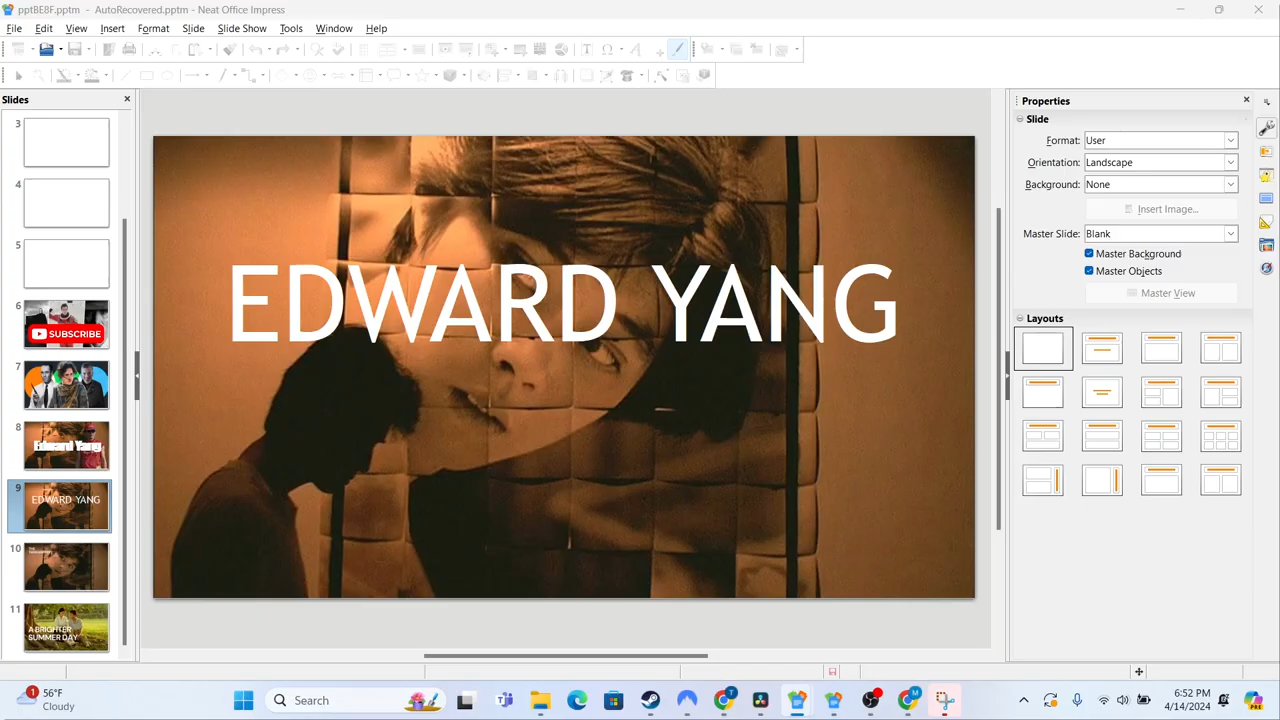 pptBE8F.pptm - AutoRecovered.pptm - Neat Office Impress
File Edit View Insert Format Slide Slide Show Tools Window Help
Slides
3
4
5
6
SUBSCRIBE
7
8
Edward Yang
9
EDWARD YANG
10
11
A BRIGHTER
SUMMER DAY
EDWARD YANG
Properties
Slide
Format: User
Orientation: Landscape
Background: None
Insert Image...
Master Slide: Blank
Master Background
Master Objects
Master View
Layouts
1
56°F
Cloudy
Search
6:52 PM
4/14/2024